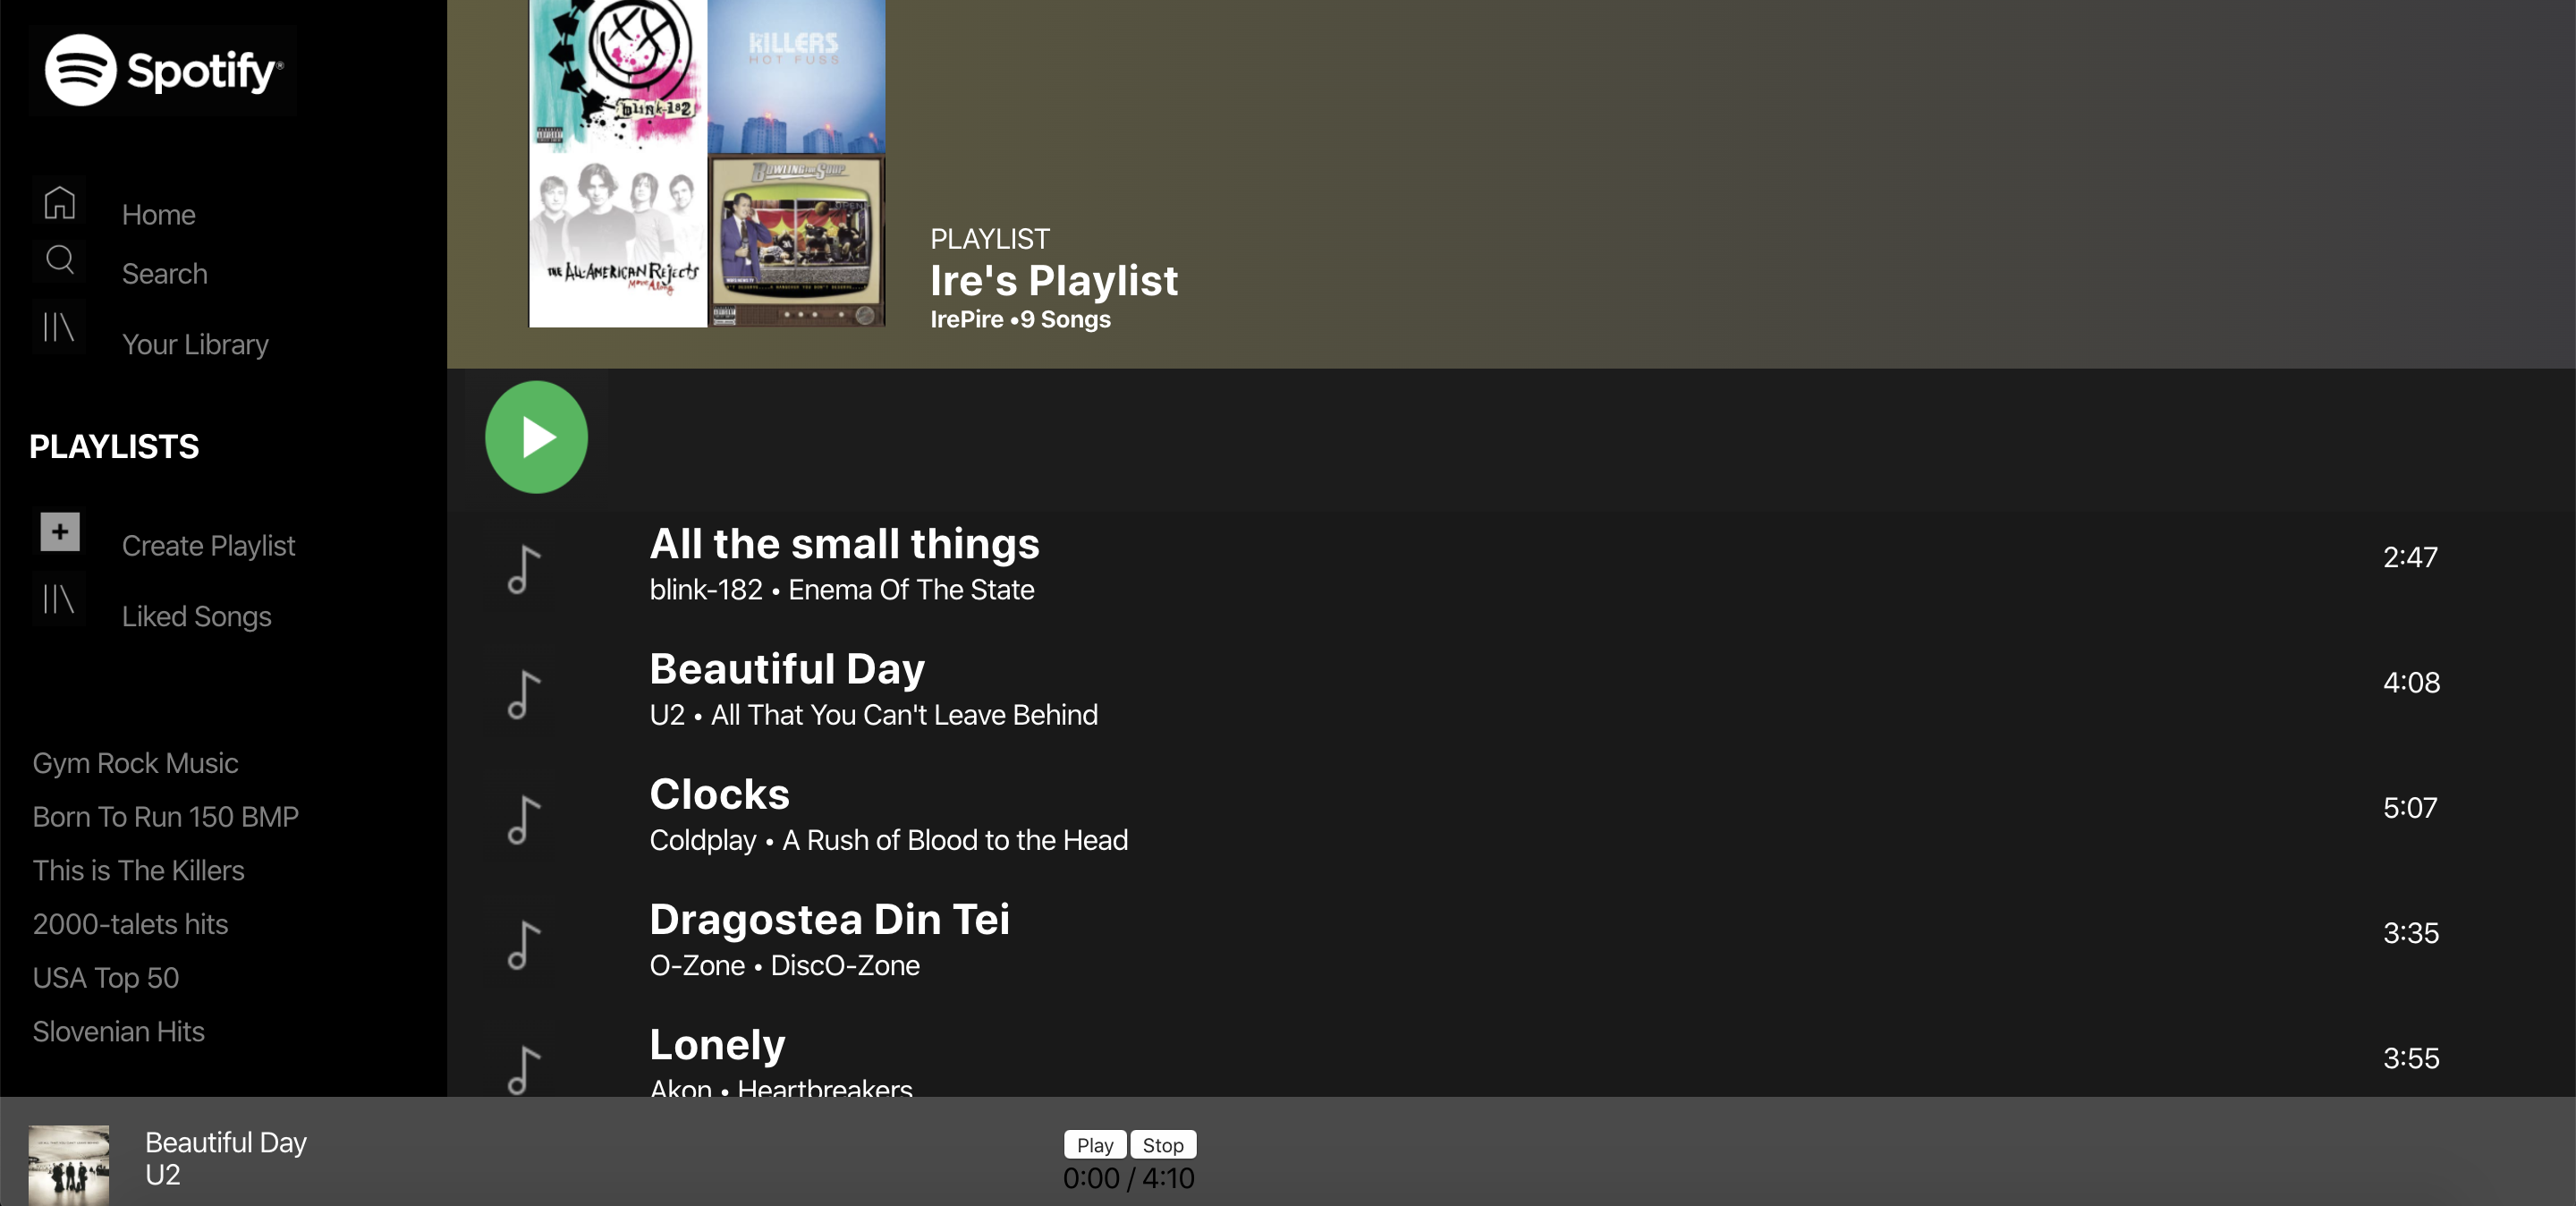 Spotify®
Home
Search
Your Library
PLAYLISTS
Create Playlist
Liked Songs
Gym Rock Music
Born To Run 150 BMP
This is The Killers
2000-talets hits
USA Top 50
Slovenian Hits
blink-182
THE KILLERS
HOT FUSS
THE ALL-AMERICAN REJECTS
Move Along
BOWLING FOR SOUP
OPEN
PLAYLIST
Ire's Playlist
IrePire •9 Songs
All the small things
blink-182 • Enema Of The State
2:47
Beautiful Day
U2 • All That You Can't Leave Behind
4:08
Clocks
Coldplay • A Rush of Blood to the Head
5:07
Dragostea Din Tei
O-Zone • DiscO-Zone
3:35
Lonely
Akon • Heartbreakers
3:55
Beautiful Day
U2
Play Stop
0:00 / 4:10